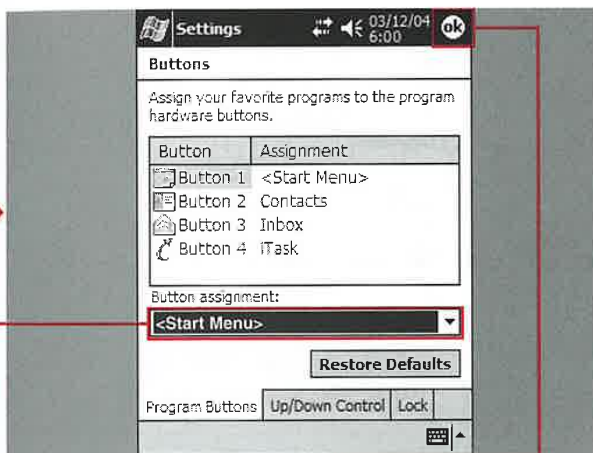 Settings 03/12/04 6:00 ok
Buttons
Assign your favorite programs to the program
hardware buttons.
Button Assignment
Button 1 <Start Menu>
Button 2 Contacts
Button 3 Inbox
Button 4 iTask
Button assignment:
<Start Menu>
Restore Defaults
Program Buttons Up/Down Control Lock